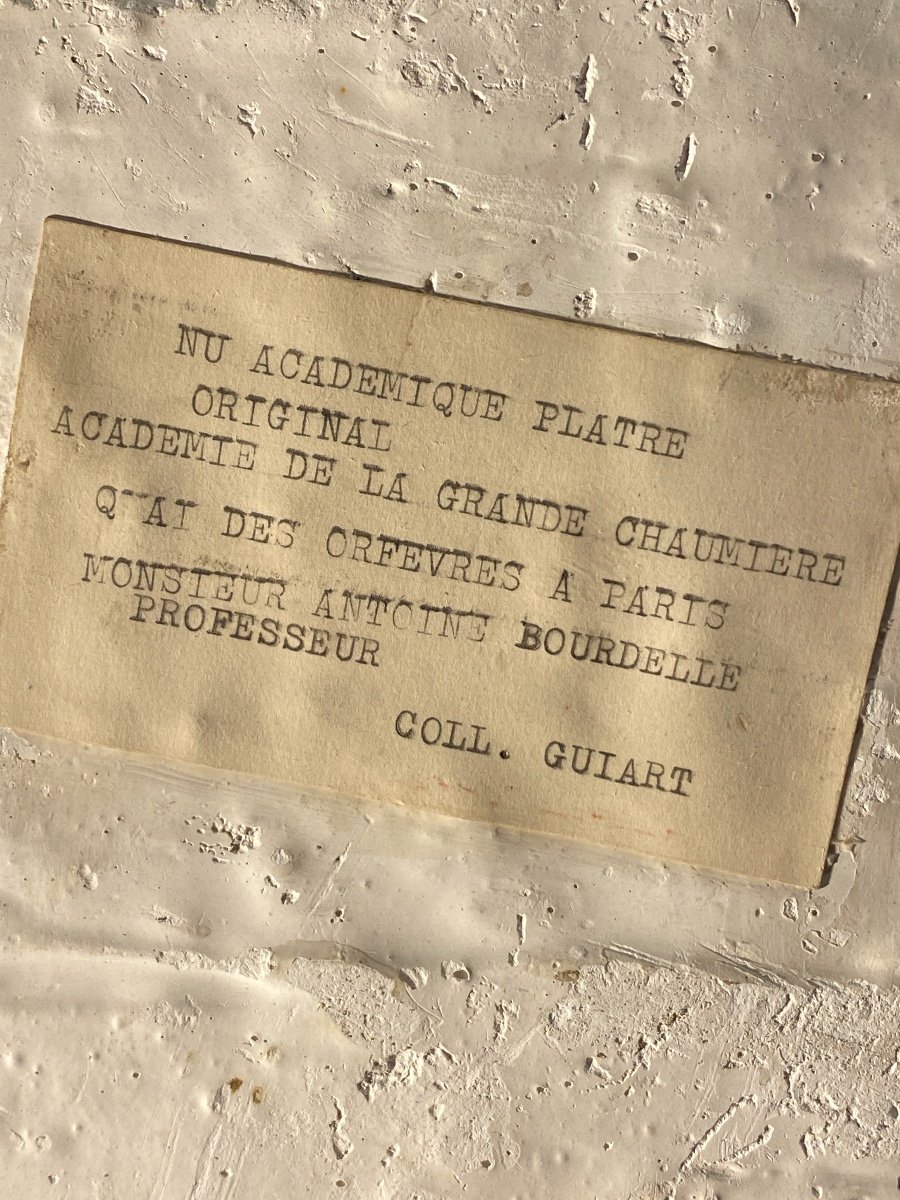 NU ACADEMIQUE PLATRE
ORIGINAL
ACADEMIE DE LA GRANDE CHAUMIERE
QUAI DES ORFEVRES A PARIS
MONSIEUR ANTOINE BOURDELLE
PROFESSEUR
COLL. GUIART